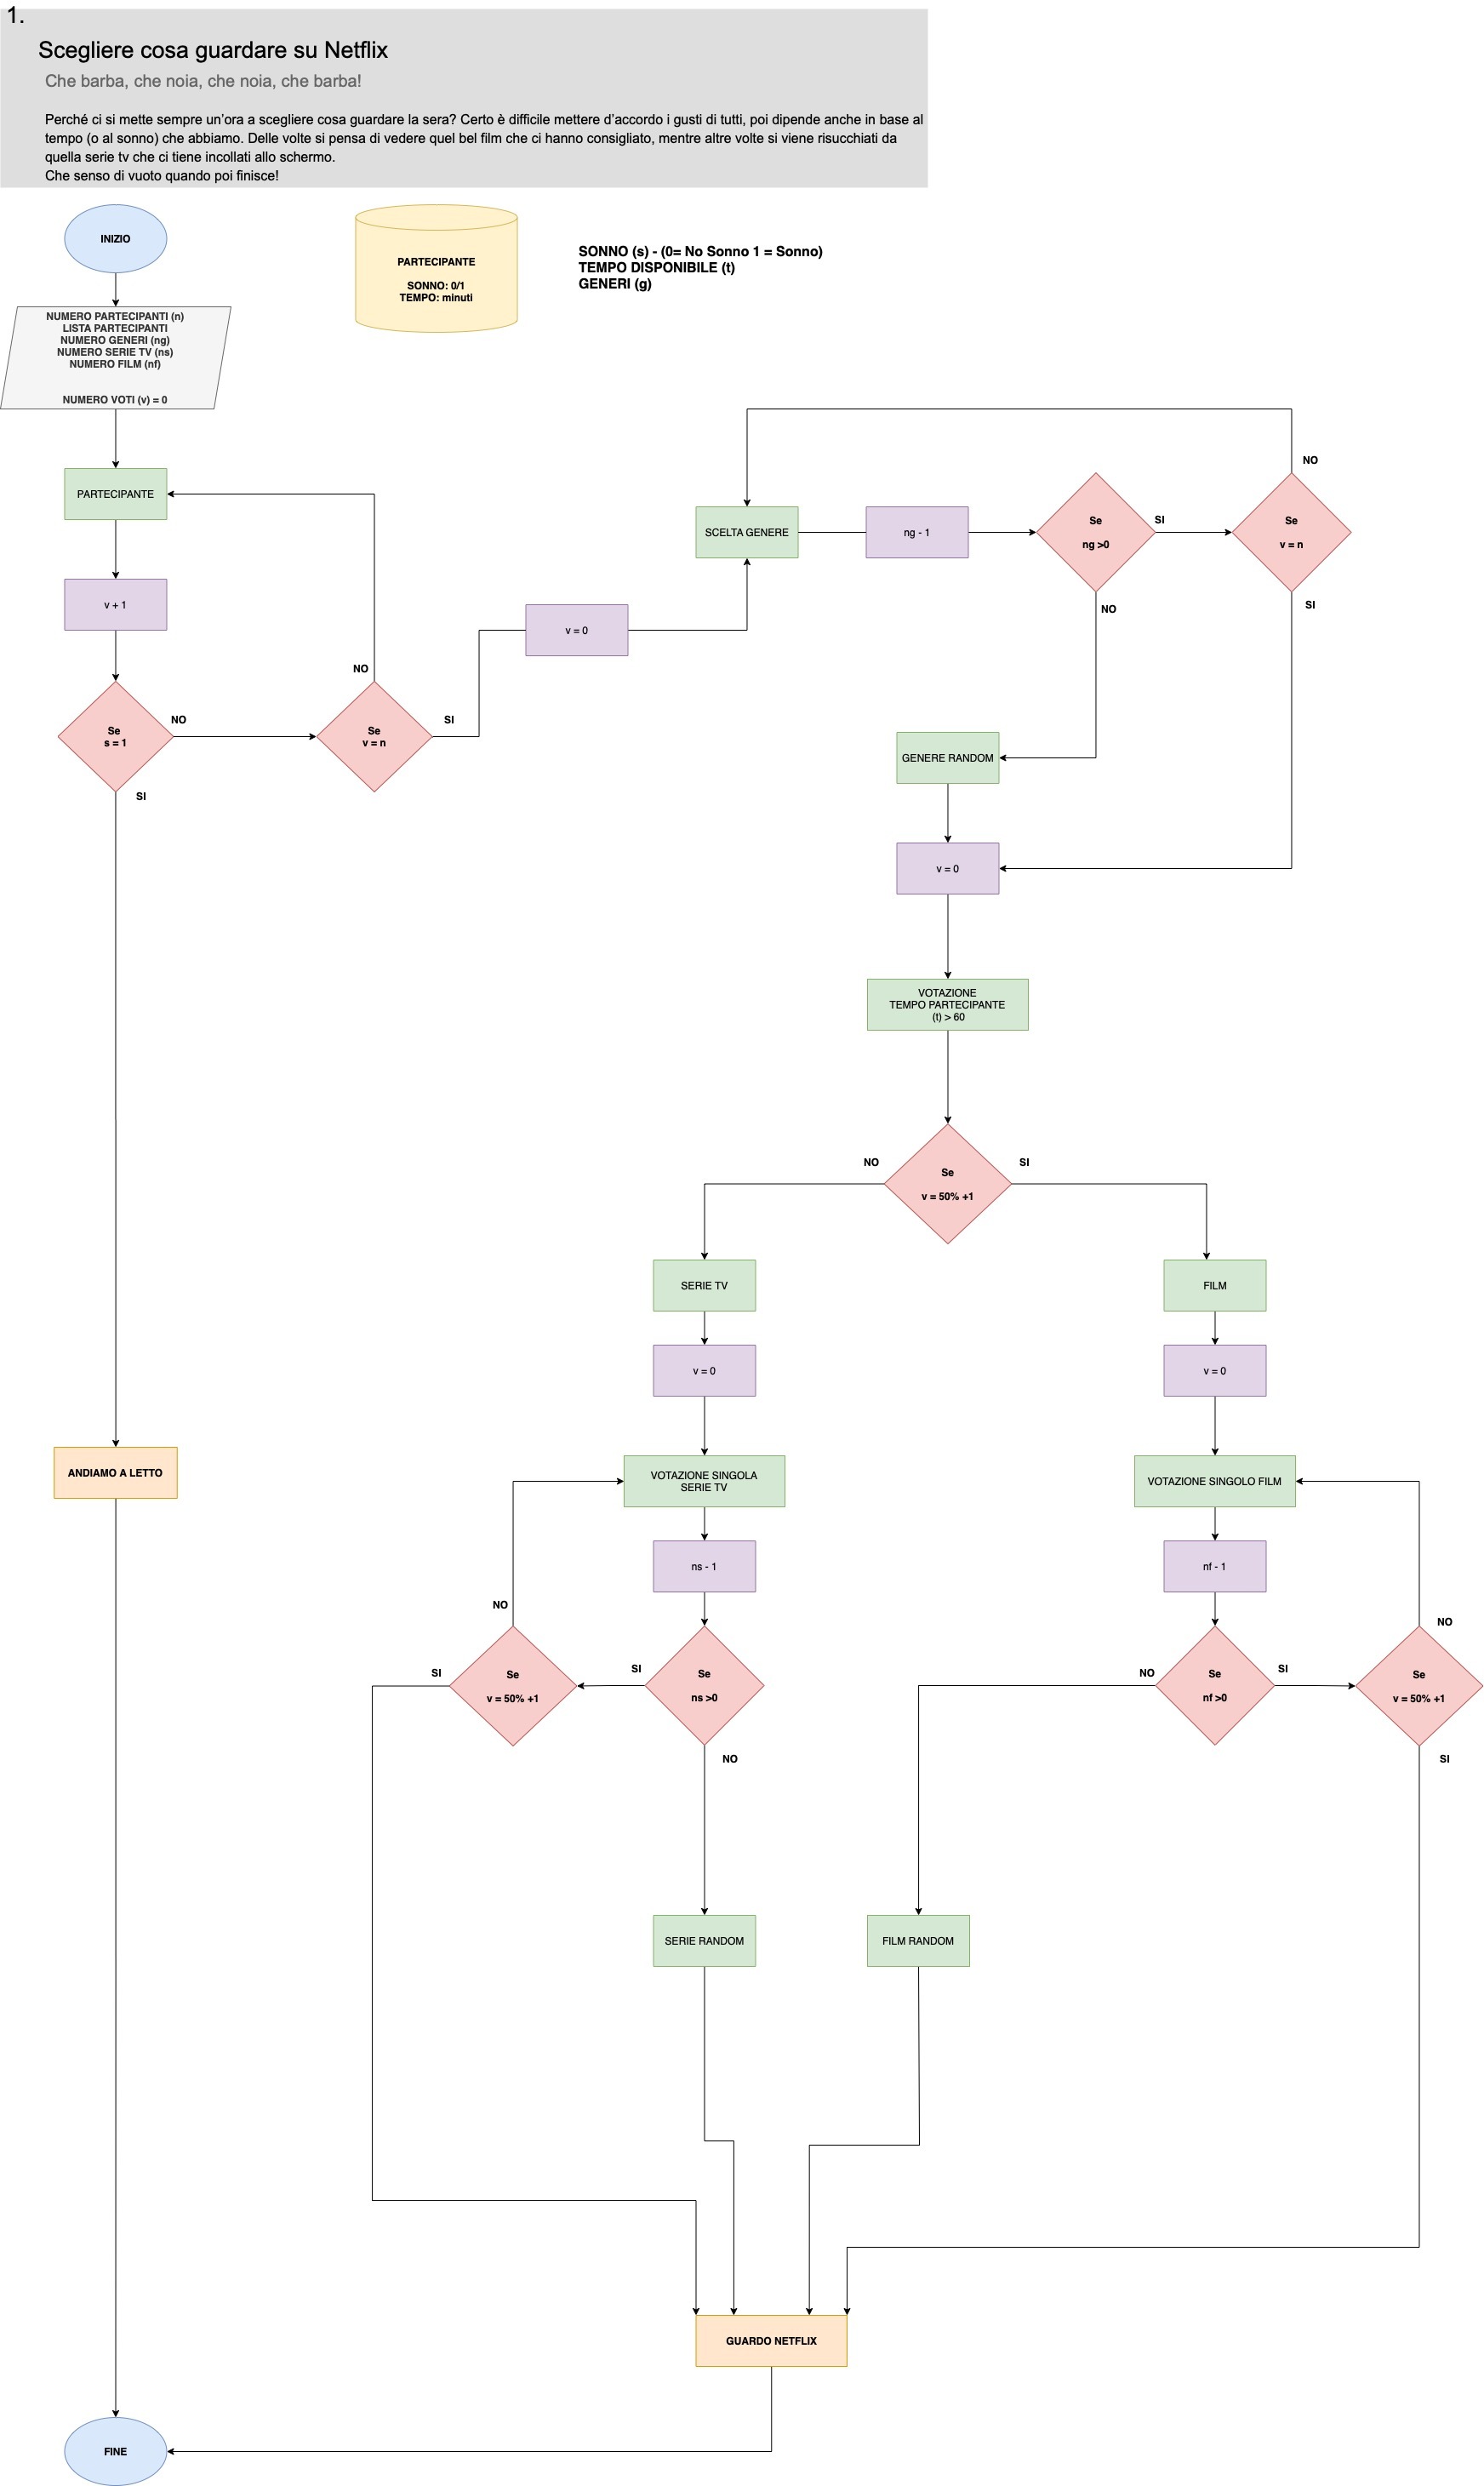 1.
Scegliere cosa guardare su Netflix
Che barba, che noia, che noia, che barba!
Perché ci si mette sempre un'ora a scegliere cosa guardare la sera? Certo è difficile mettere d'accordo i gusti di tutti, poi dipende anche in base al
tempo (o al sonno) che abbiamo. Delle volte si pensa di vedere quel bel film che ci hanno consigliato, mentre altre volte si viene risucchiati da
quella serie tv che ci tiene incollati allo schermo.
Che senso di vuoto quando poi finisce!
INIZIO
PARTECIPANTE
SONNO: 0/1
TEMPO: minuti
SONNO (s) - (0= No Sonno 1 = Sonno)
TEMPO DISPONIBILE (t)
GENERI (g)
NUMERO PARTECIPANTI (n)
LISTA PARTECIPANTI
NUMERO GENERI (ng)
NUMERO SERIE TV (ns)
NUMERO FILM (nf)
NUMERO VOTI (v) = 0
PARTECIPANTE
v + 1
Se
s = 1
NO
SI
Se
v = n
NO
SI
v = 0
SCELTA GENERE
ng - 1
Se
ng >0
SI
NO
Se
v = n
NO
SI
GENERE RANDOM
v = 0
VOTAZIONE
TEMPO PARTECIPANTE
(t) > 60
Se
v = 50% +1
NO
SI
SERIE TV
FILM
v = 0
v = 0
ANDIAMO A LETTO
VOTAZIONE SINGOLA
SERIE TV
VOTAZIONE SINGOLO FILM
ns - 1
nf - 1
NO
NO
Se
v = 50% +1
SI
SI
Se
ns >0
NO
NO
Se
nf >0
SI
Se
v = 50% +1
SI
SERIE RANDOM
FILM RANDOM
GUARDO NETFLIX
FINE